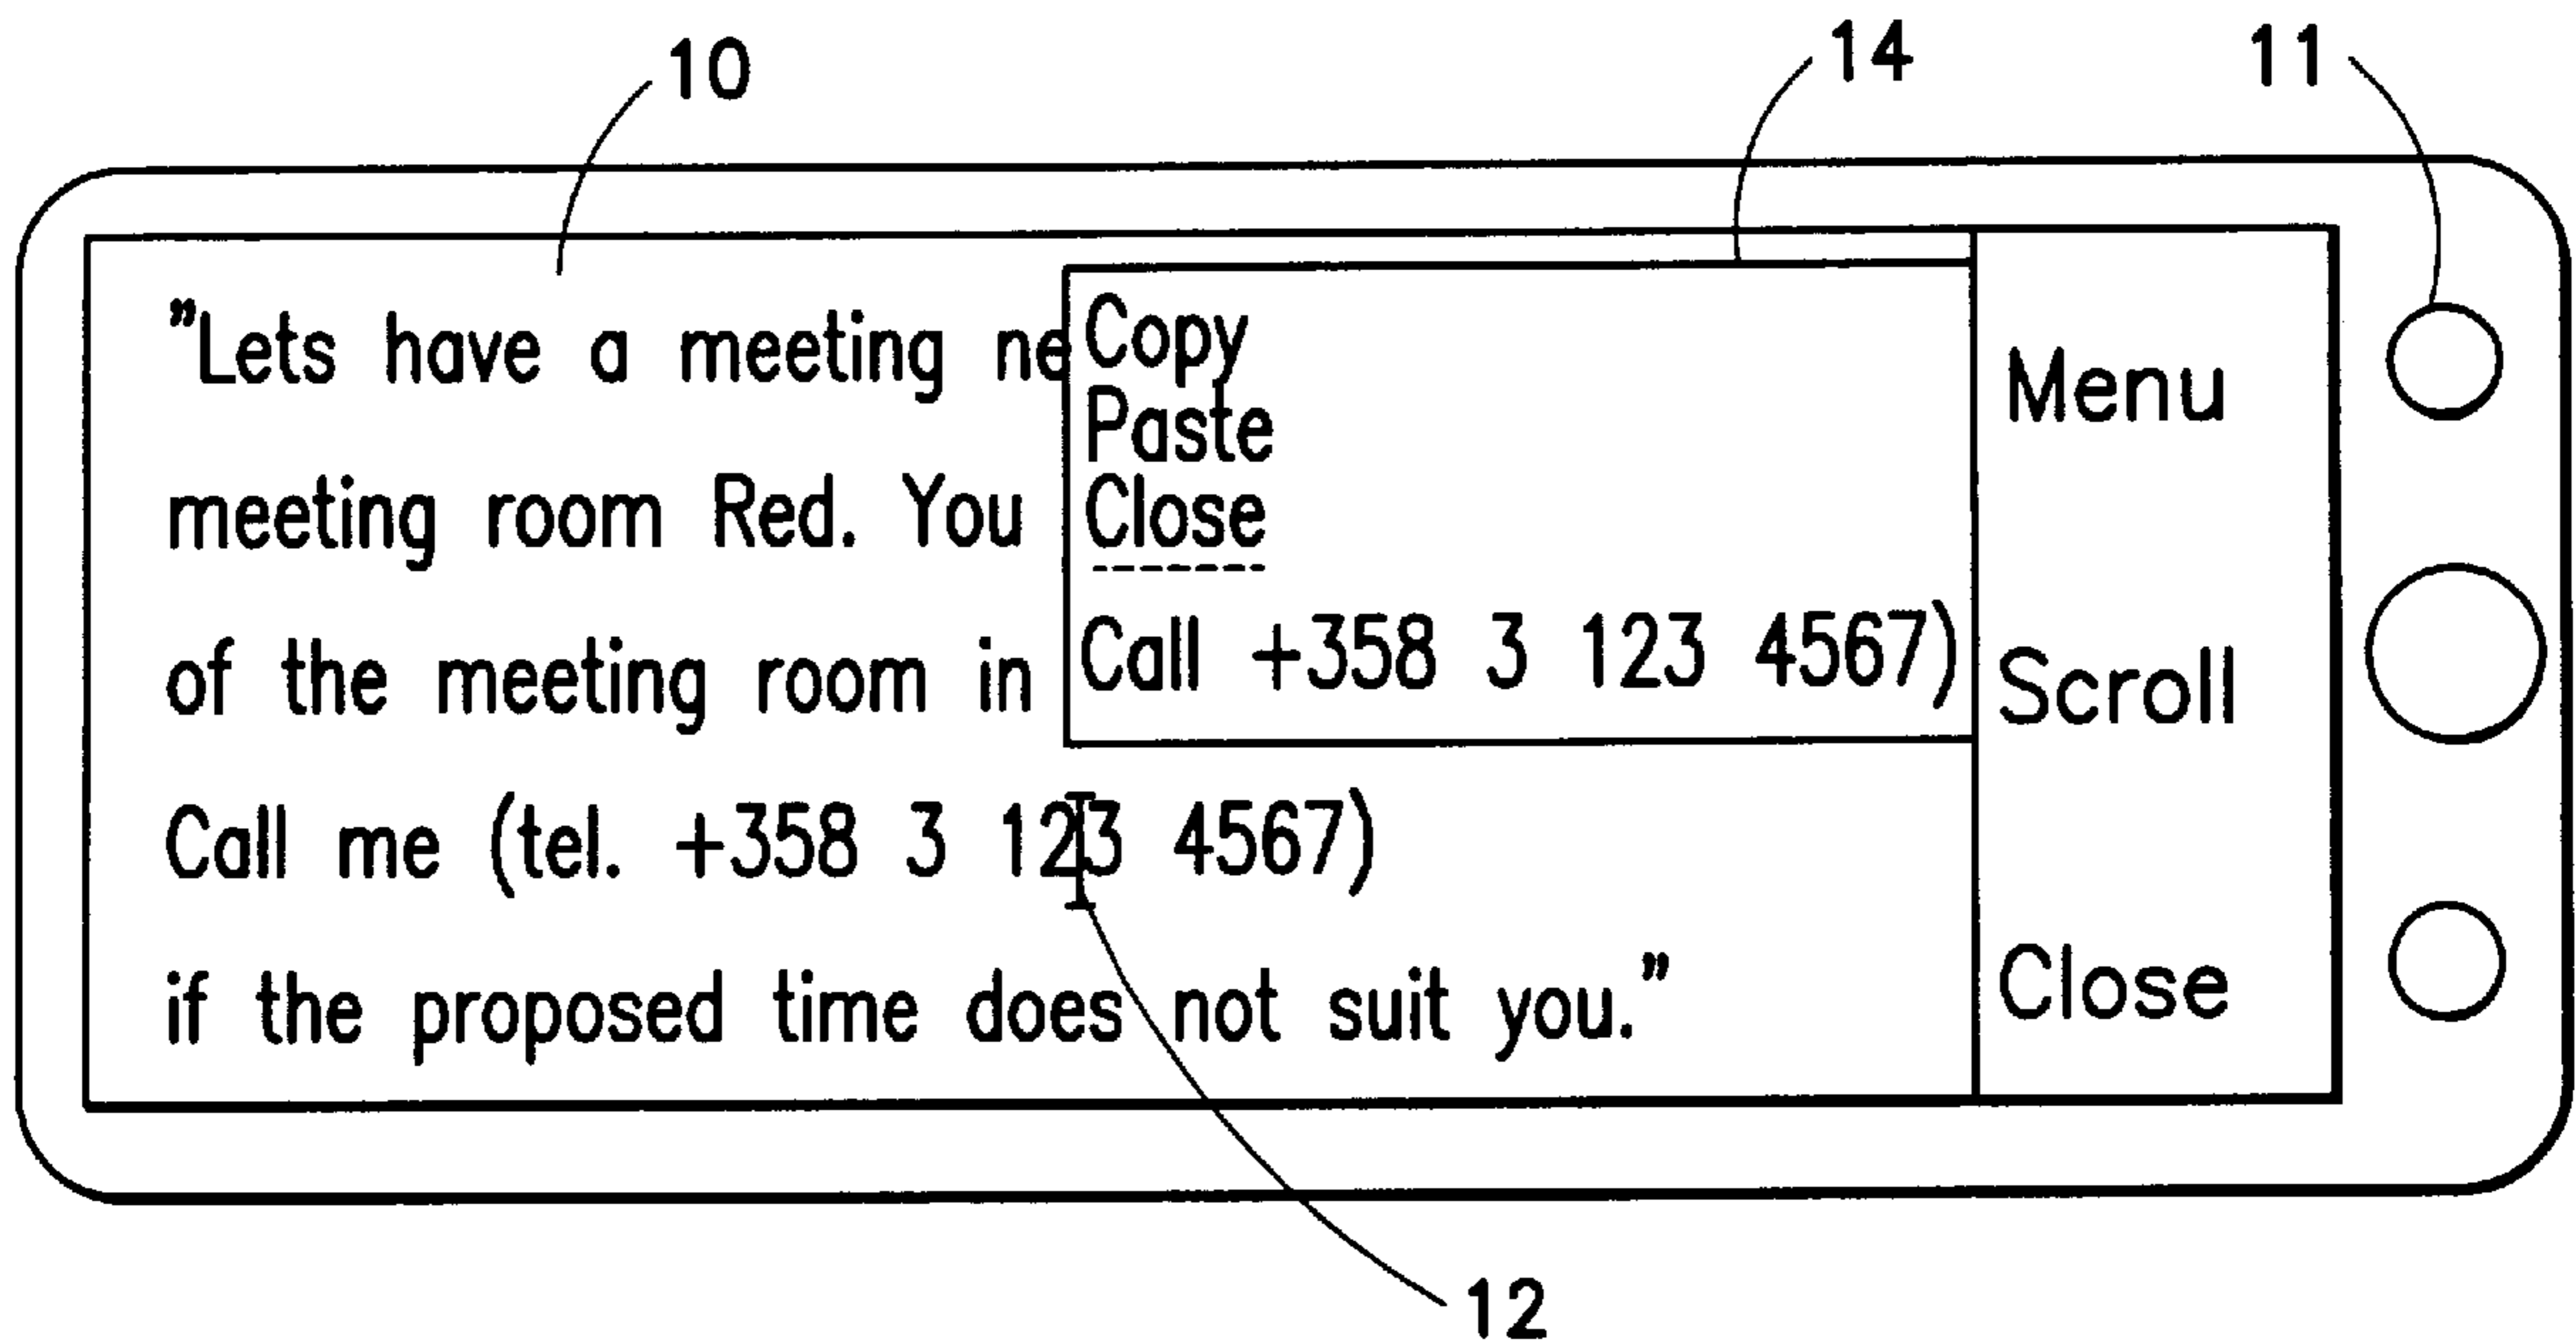 10
14
11
"Lets have a meeting ne
meeting room Red. You
of the meeting room in
Call me (tel. +358 3 123 4567)
if the proposed time does not suit you."
Copy
Paste
Close
Call +358 3 123 4567)
Menu
Scroll
Close
12